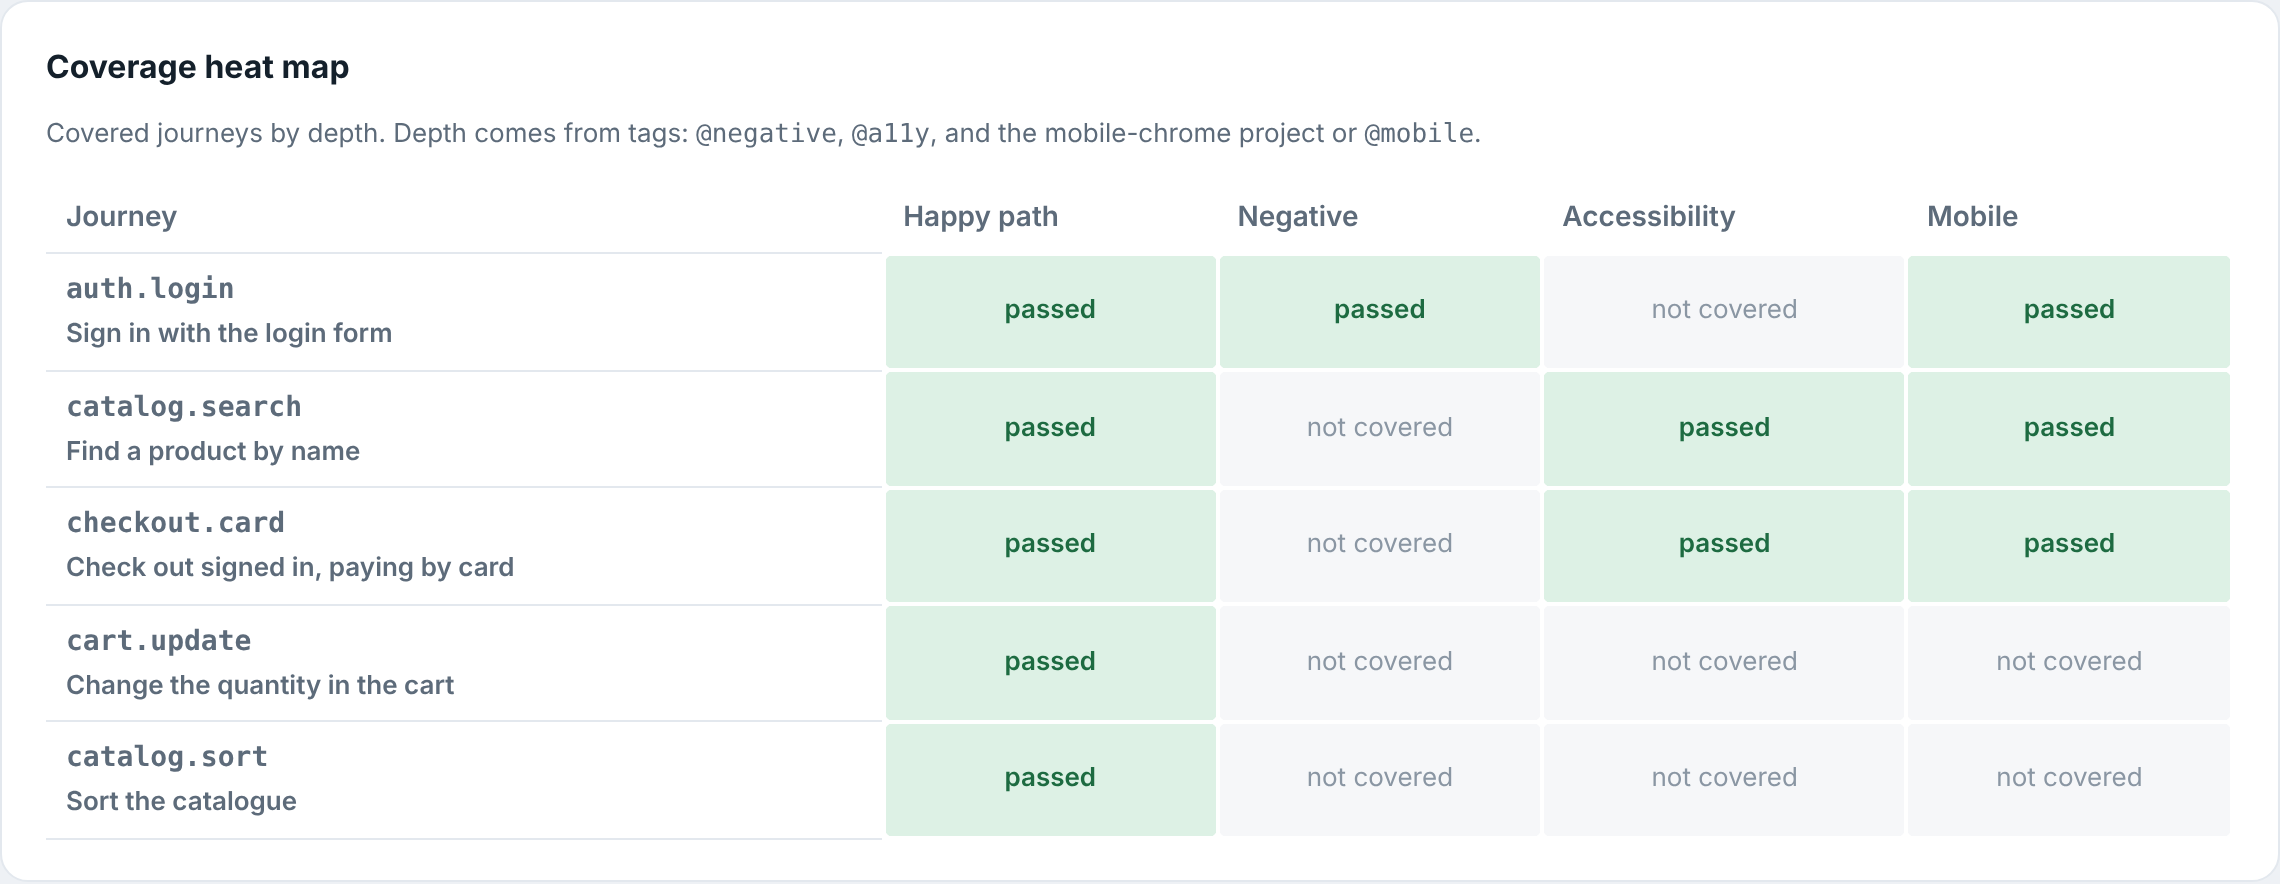 Coverage heat map
Covered journeys by depth. Depth comes from tags: @negative, @a11y, and the mobile-chrome project or @mobile.
Journey Happy path Negative Accessibility Mobile
auth.login
Sign in with the login form
passed passed not covered passed
catalog.search
Find a product by name
passed not covered passed passed
checkout.card
Check out signed in, paying by card
passed not covered passed passed
cart.update
Change the quantity in the cart
passed not covered not covered not covered
catalog.sort
Sort the catalogue
passed not covered not covered not covered